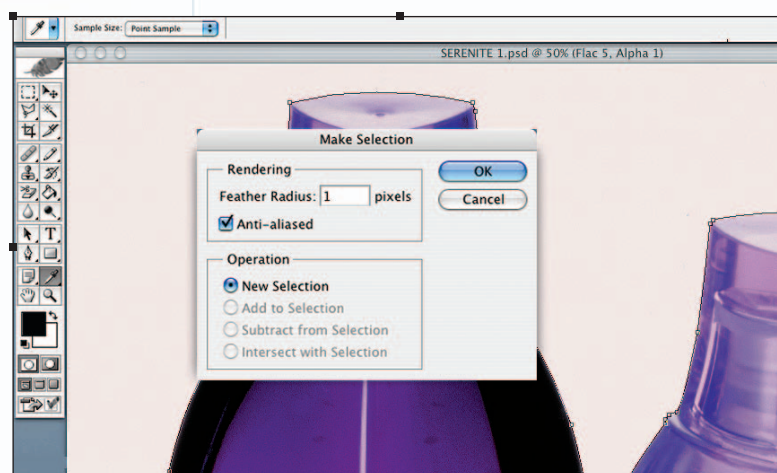 Sample Size: Point Sample
SERENITE 1.psd @ 50% (Flac 5, Alpha 1)
Make Selection
Rendering
Feather Radius: 1 pixels
Anti-aliased
OK
Cancel
Operation
New Selection
Add to Selection
Subtract from Selection
Intersect with Selection
T